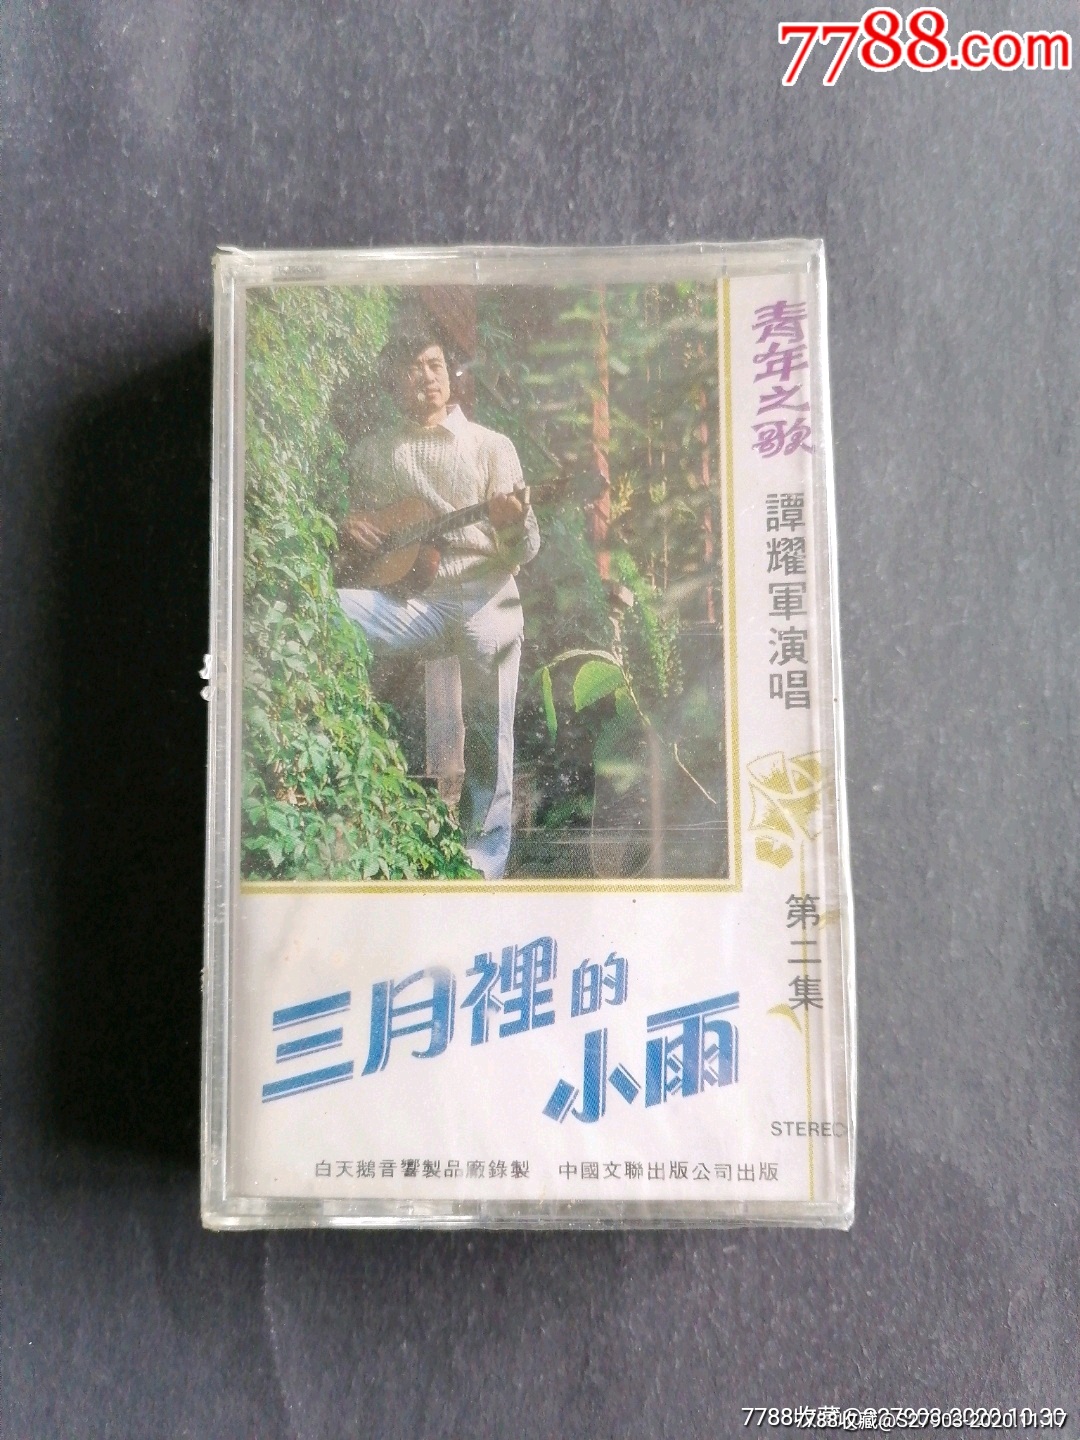 7788.com
青年之歌
譚耀軍演唱
第二集
三月裡的
小雨
STEREO
白天鵝音響製品廠錄製 中國文聯出版公司出版